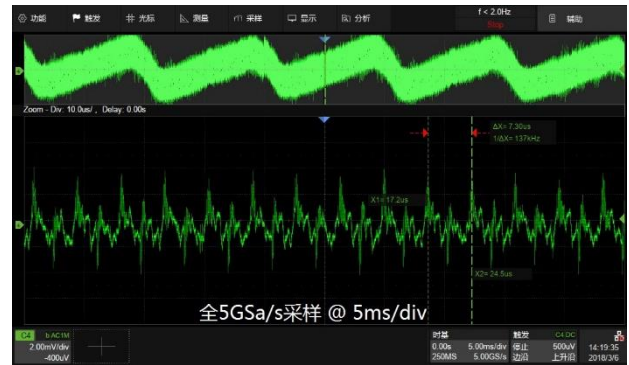 功能 触发 光标 测量 采样 显示 分析 f < 2.0Hz Stop 辅助
Zoom - Div: 10.0us/ , Delay: 0.00s
ΔX= 7.30us
1/ΔX= 137kHz
X1= 17.2us
X2= 24.5us
全5GSa/s采样 @ 5ms/div
C4 b AC1M
2.00mV/div
-400uV
时基
0.00s 5.00ms/div
250MS 5.00GS/s
触发 C4 DC
停止 500uV
边沿 上升沿
14:19:35
2018/3/6